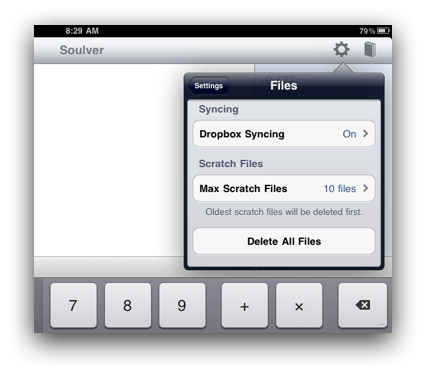 8:29 AM 79%
Soulver
Settings Files
Syncing
Dropbox Syncing On
Scratch Files
Max Scratch Files 10 files
Oldest scratch files will be deleted first.
Delete All Files
7 8 9 + ×
...